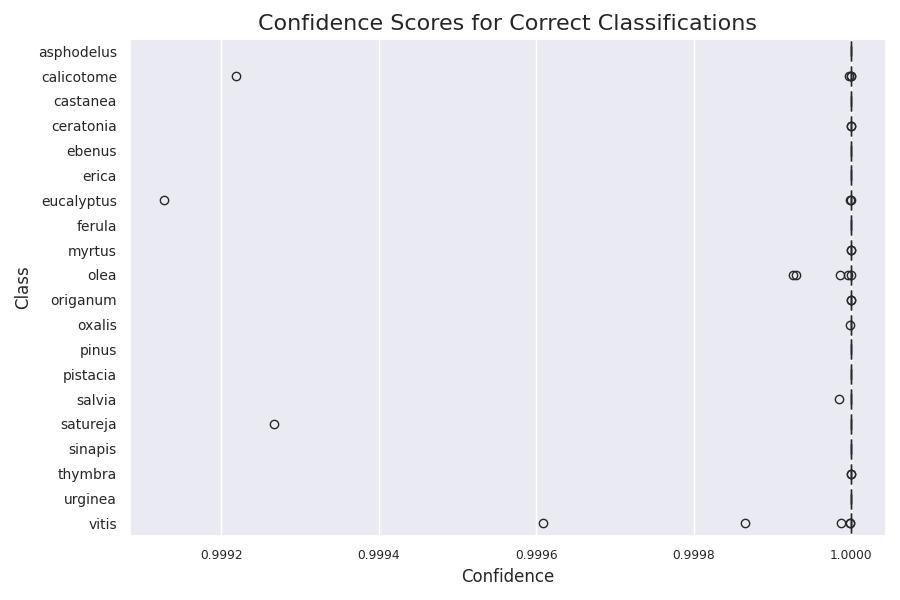 Confidence Scores for Correct Classifications
asphodelus
calicotome
castanea
ceratonia
ebenus
erica
eucalyptus
ferula
myrtus
olea
origanum
oxalis
pinus
pistacia
salvia
satureja
sinapis
thymbra
urginea
vitis
Class
0.9992 0.9994 0.9996 0.9998 1.0000
Confidence